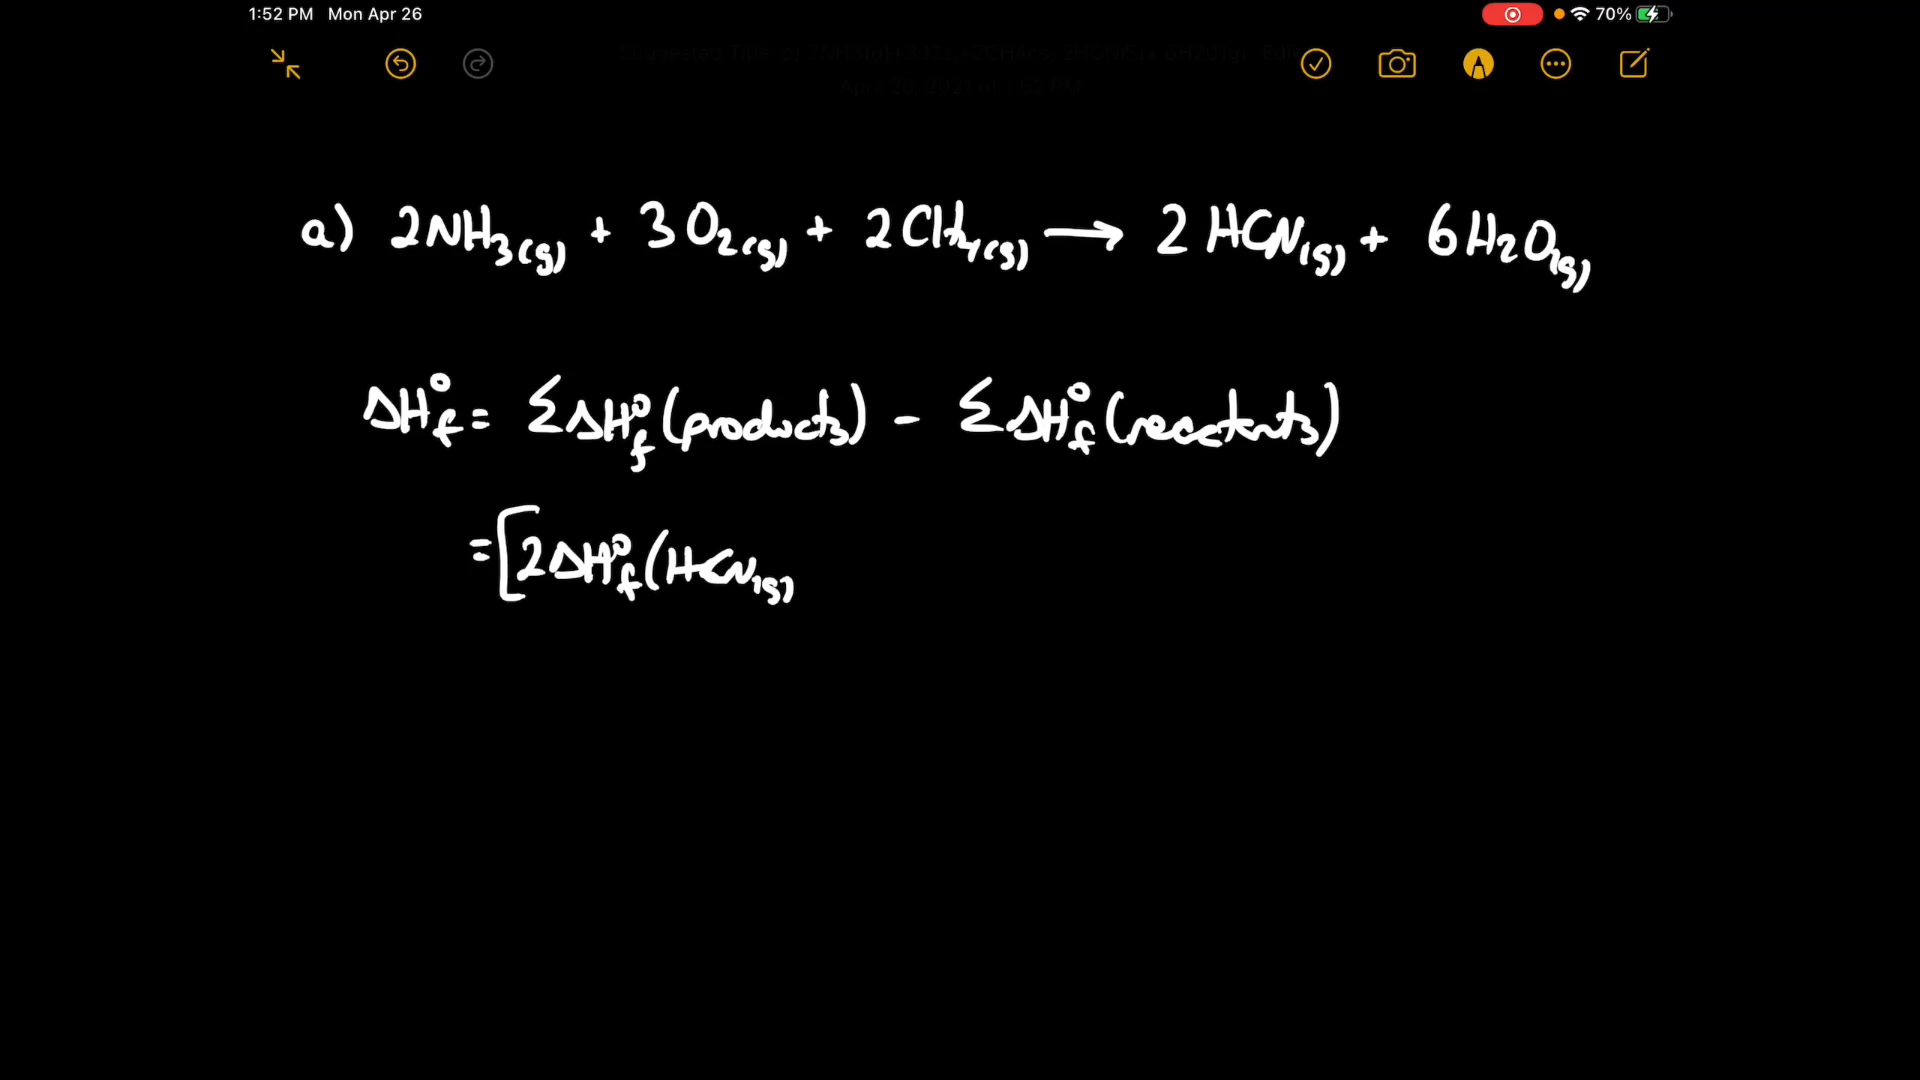 1:52 PM Mon Apr 26
70%
a) 2NH₃(g) + 3O₂(g) + 2CH₄(g) → 2HCN(g) + 6H₂O(g)
ΔH°f = ΣΔH°f (products) - ΣΔH°f (reactants)
= [2ΔH°f (HCN(g)